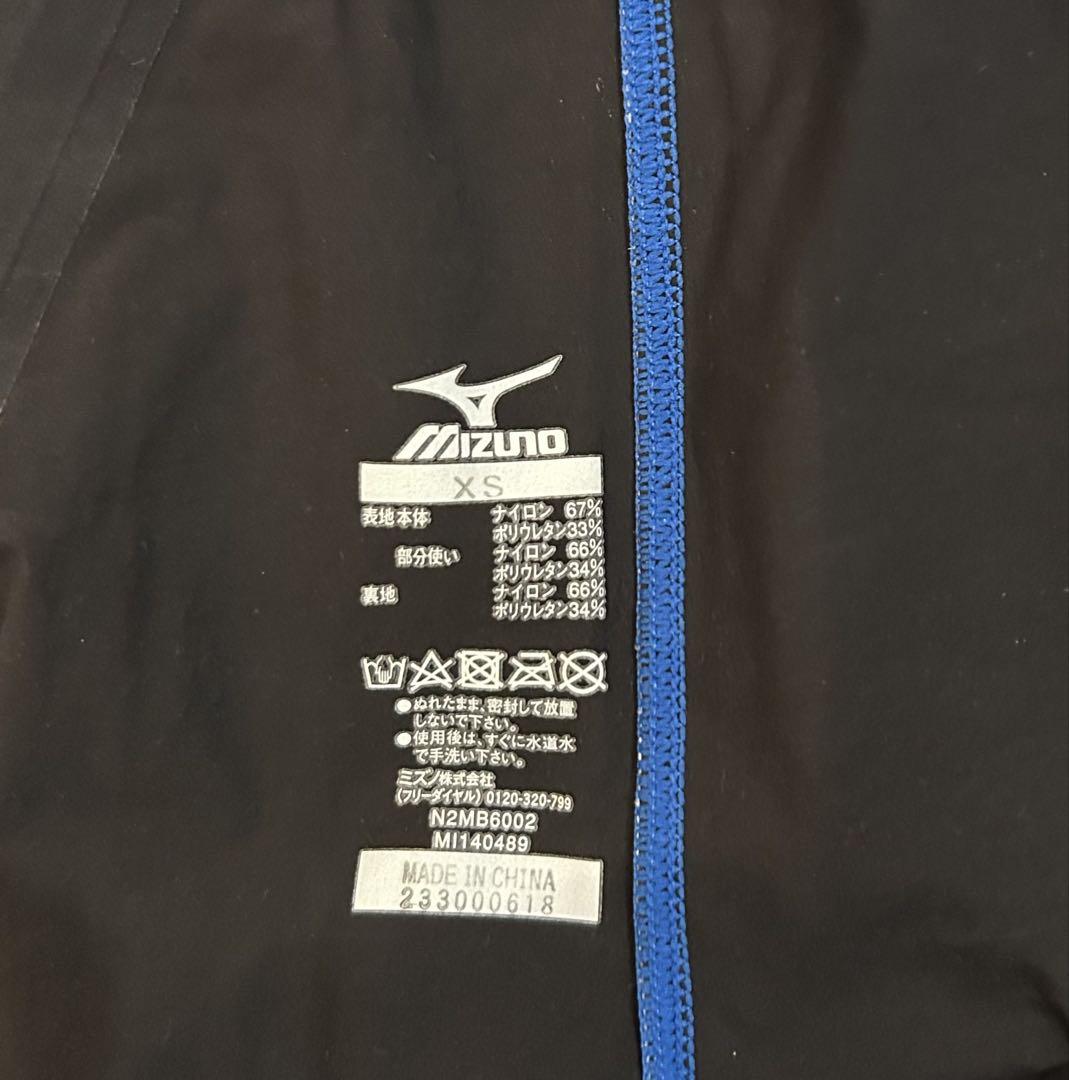 MIZUNO
XS
表地本体 ナイロン 67%
ポリウレタン33%
部分使い ナイロン 66%
ポリウレタン34%
裏地 ナイロン 66%
ポリウレタン34%
●ぬれたまま、密封して放置
しないで下さい。
●使用後は、すぐに水道水
で手洗い下さい。
ミズノ株式会社
(フリーダイヤル) 0120-320-799
N2MB6002
MI140489
MADE IN CHINA
233000618